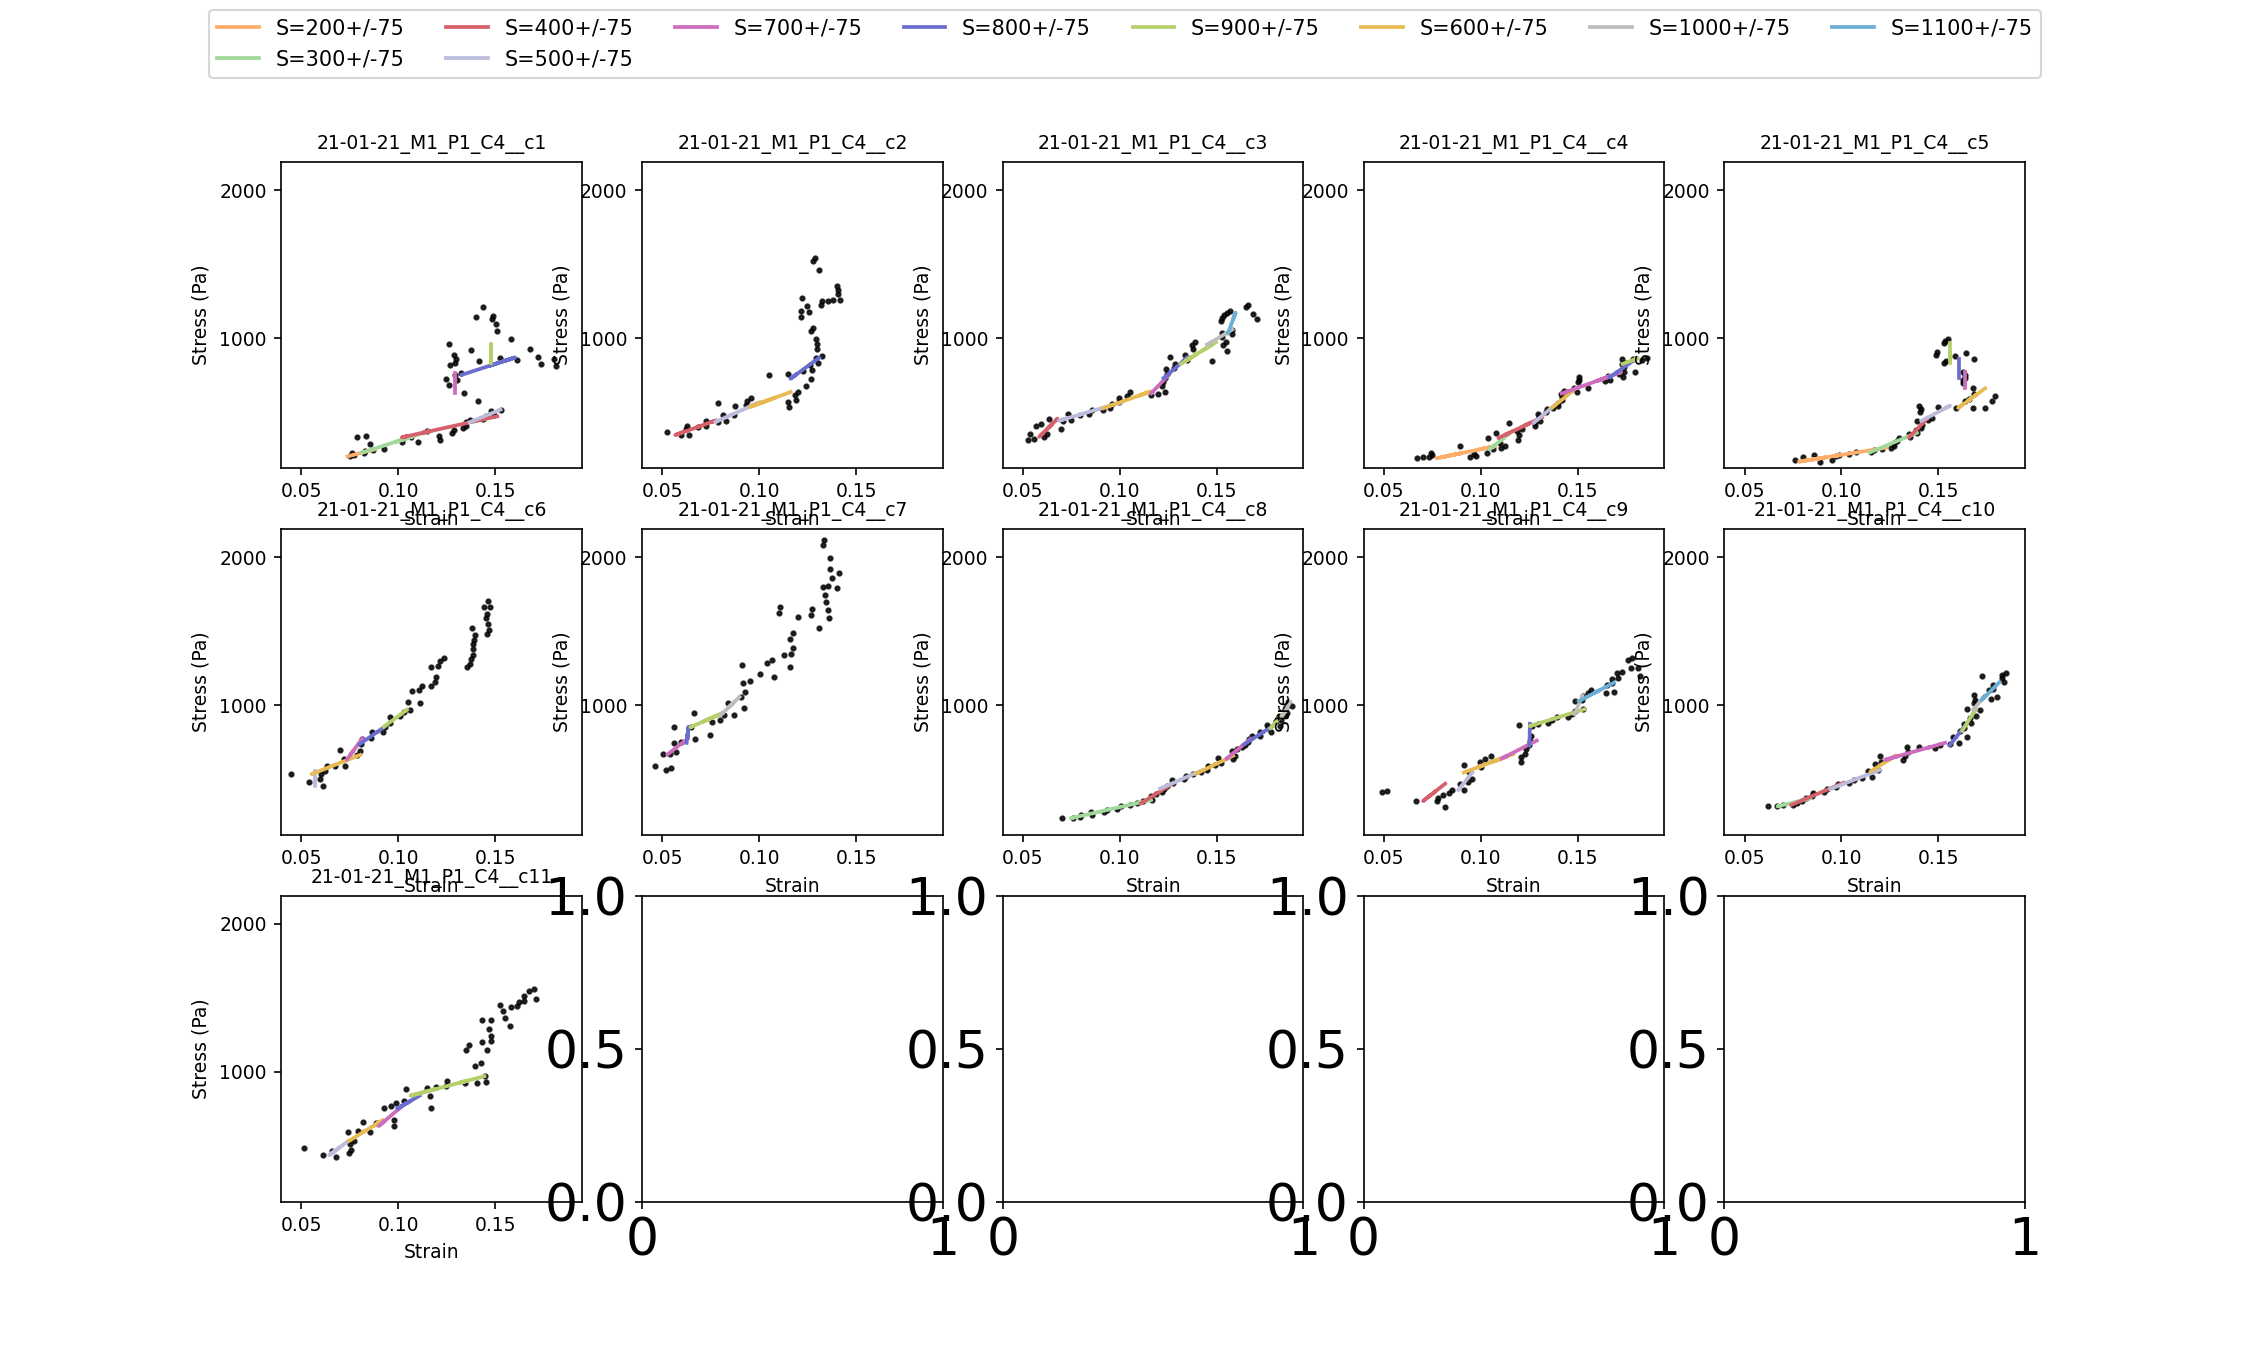 S=200+/-75 S=400+/-75 S=700+/-75 S=800+/-75 S=900+/-75 S=600+/-75 S=1000+/-75 S=1100+/-75
S=300+/-75 S=500+/-75
21-01-21_M1_P1_C4__c1 21-01-21_M1_P1_C4__c2 21-01-21_M1_P1_C4__c3 21-01-21_M1_P1_C4__c4 21-01-21_M1_P1_C4__c5
2000 2000 2000 2000 2000
Stress (Pa) Stress (Pa) Stress (Pa) Stress (Pa) Stress (Pa)
1000 1000 1000 1000 1000
0.05 0.10 0.15 0.05 0.10 0.15 0.05 0.10 0.15 0.05 0.10 0.15 0.05 0.10 0.15
Strain Strain Strain Strain Strain
21-01-21_M1_P1_C4__c6 21-01-21_M1_P1_C4__c7 21-01-21_M1_P1_C4__c8 21-01-21_M1_P1_C4__c9 21-01-21_M1_P1_C4__c10
2000 2000 2000 2000 2000
Stress (Pa) Stress (Pa) Stress (Pa) Stress (Pa) Stress (Pa)
1000 1000 1000 1000 1000
0.05 0.10 0.15 0.05 0.10 0.15 0.05 0.10 0.15 0.05 0.10 0.15 0.05 0.10 0.15
Strain Strain Strain Strain Strain
21-01-21_M1_P1_C4__c11
2000 1.0 1.0 1.0 1.0
Stress (Pa)
1000 0.5 0.5 0.5 0.5
0.0 0.0 0.0 0.0
0.05 0.10 0.15 0 1 0 1 0 1 0 1
Strain